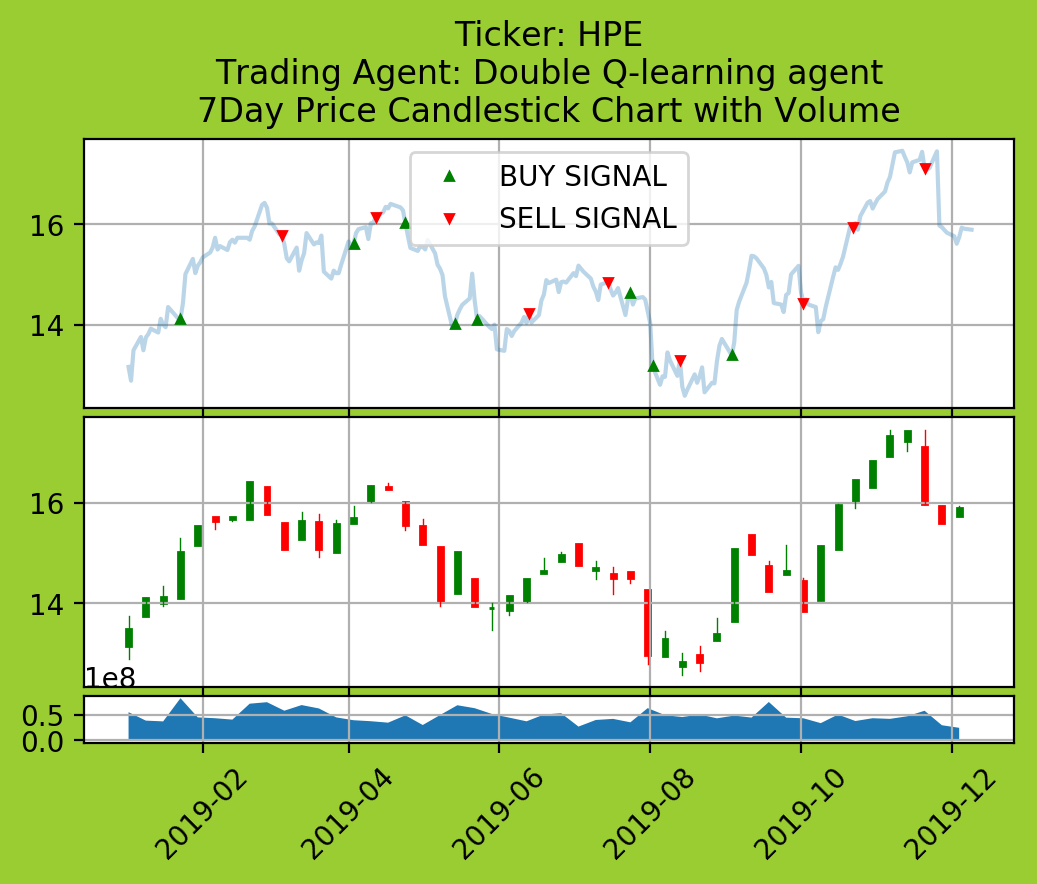 Ticker: HPE
Trading Agent: Double Q-learning agent
7Day Price Candlestick Chart with Volume
BUY SIGNAL
SELL SIGNAL
16
14
16
14
1e8
0.5
0.0
2019-02
2019-04
2019-06
2019-08
2019-10
2019-12